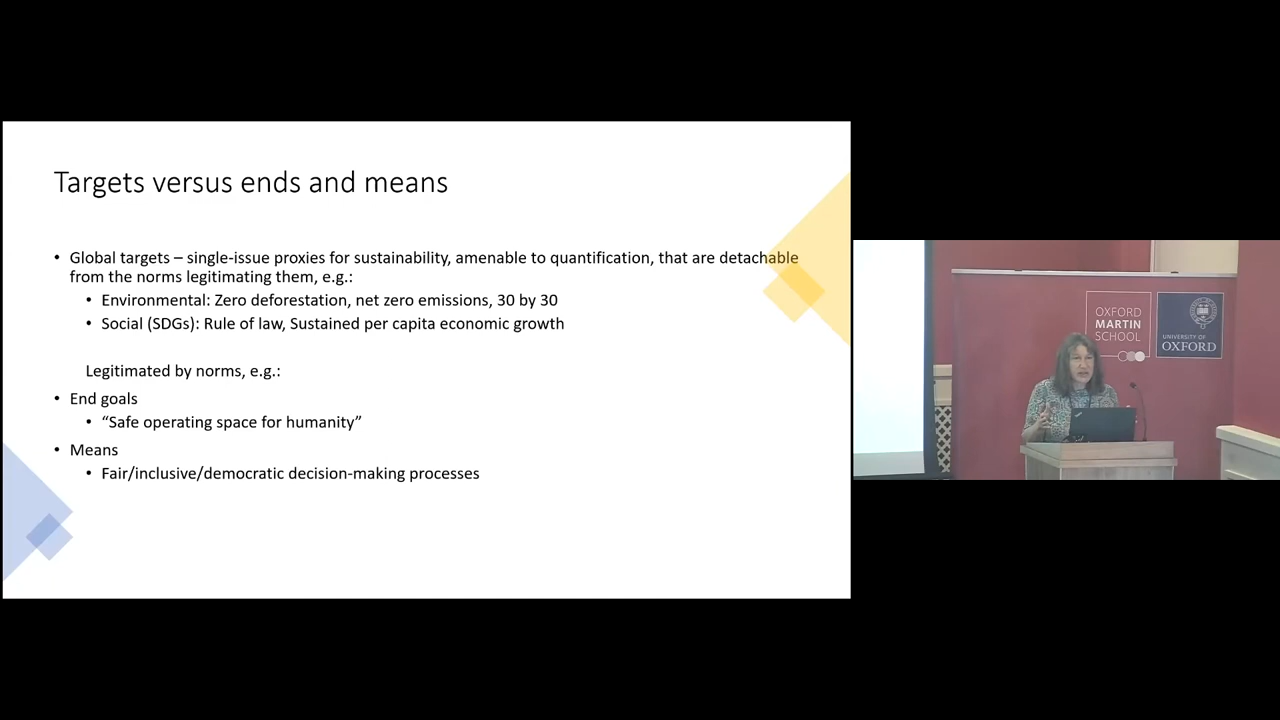 Targets versus ends and means
• Global targets – single-issue proxies for sustainability, amenable to quantification, that are detachable
from the norms legitimating them, e.g.:
• Environmental: Zero deforestation, net zero emissions, 30 by 30
• Social (SDGs): Rule of law, Sustained per capita economic growth
Legitimated by norms, e.g.:
• End goals
• “Safe operating space for humanity”
• Means
• Fair/inclusive/democratic decision-making processes
OXFORD
MARTIN
SCHOOL
UNIVERSITY OF
OXFORD